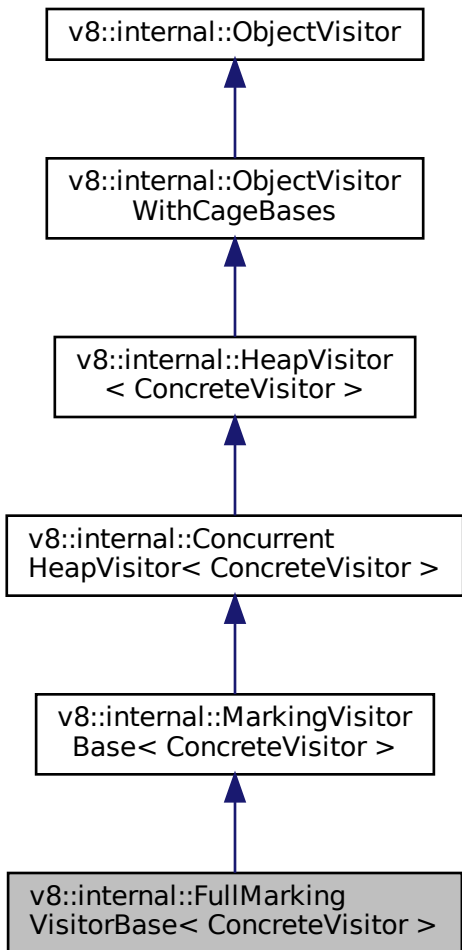 v8::internal::ObjectVisitor
v8::internal::ObjectVisitor
WithCageBases
v8::internal::HeapVisitor
< ConcreteVisitor >
v8::internal::Concurrent
HeapVisitor< ConcreteVisitor >
v8::internal::MarkingVisitor
Base< ConcreteVisitor >
v8::internal::FullMarking
VisitorBase< ConcreteVisitor >